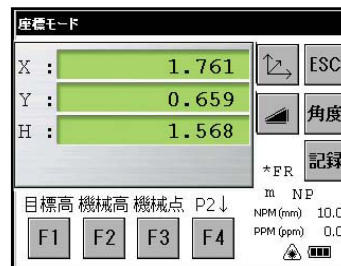 座標モード
X : 1.761
Y : 0.659
H : 1.568
ESC
角度
記録
*FR
m NP
NPM (mm) 10.0
PPM (ppm) 0.0
目標高 機械高 機械点 P2↓
F1 F2 F3 F4